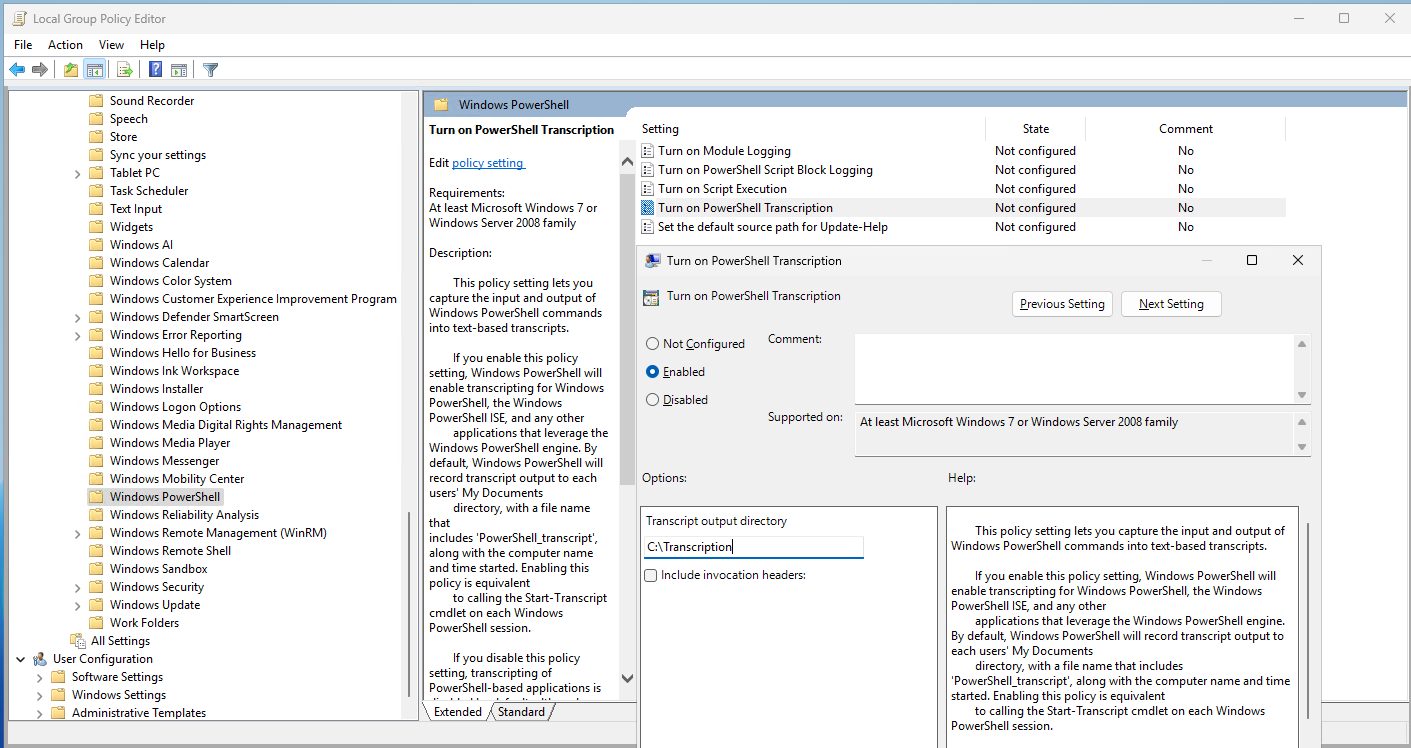 Local Group Policy Editor
File Action View Help
Sound Recorder
Speech
Store
Sync your settings
Tablet PC
Task Scheduler
Text Input
Widgets
Windows AI
Windows Calendar
Windows Color System
Windows Customer Experience Improvement Program
Windows Defender SmartScreen
Windows Error Reporting
Windows Hello for Business
Windows Ink Workspace
Windows Installer
Windows Logon Options
Windows Media Digital Rights Management
Windows Media Player
Windows Messenger
Windows Mobility Center
Windows PowerShell
Windows Reliability Analysis
Windows Remote Management (WinRM)
Windows Remote Shell
Windows Sandbox
Windows Security
Windows Update
Work Folders
All Settings
User Configuration
Software Settings
Windows Settings
Administrative Templates
Windows PowerShell
Turn on PowerShell Transcription
Edit policy setting
Requirements:
At least Microsoft Windows 7 or
Windows Server 2008 family
Description:
This policy setting lets you
capture the input and output of
Windows PowerShell commands
into text-based transcripts.
If you enable this policy
setting, Windows PowerShell will
enable transcripting for Windows
PowerShell, the Windows
PowerShell ISE, and any other
applications that leverage the
Windows PowerShell engine. By
default, Windows PowerShell will
record transcript output to each
users' My Documents
directory, with a file name
that
includes 'PowerShell_transcript',
along with the computer name
and time started. Enabling this
policy is equivalent
to calling the Start-Transcript
cmdlet on each Windows
PowerShell session.
If you disable this policy
setting, transcripting of
PowerShell-based applications is
Extended Standard
Setting State Comment
Turn on Module Logging Not configured No
Turn on PowerShell Script Block Logging Not configured No
Turn on Script Execution Not configured No
Turn on PowerShell Transcription Not configured No
Set the default source path for Update-Help Not configured No
Turn on PowerShell Transcription
Turn on PowerShell Transcription
Previous Setting Next Setting
Not Configured
Enabled
Disabled
Comment:
Supported on:
At least Microsoft Windows 7 or Windows Server 2008 family
Options:
Help:
Transcript output directory
C:\Transcription
Include invocation headers:
This policy setting lets you capture the input and output of
Windows PowerShell commands into text-based transcripts.
If you enable this policy setting, Windows PowerShell will
enable transcripting for Windows PowerShell, the Windows
PowerShell ISE, and any other
applications that leverage the Windows PowerShell engine.
By default, Windows PowerShell will record transcript output to
each users' My Documents
directory, with a file name that includes
'PowerShell_transcript', along with the computer name and time
started. Enabling this policy is equivalent
to calling the Start-Transcript cmdlet on each Windows
PowerShell session.